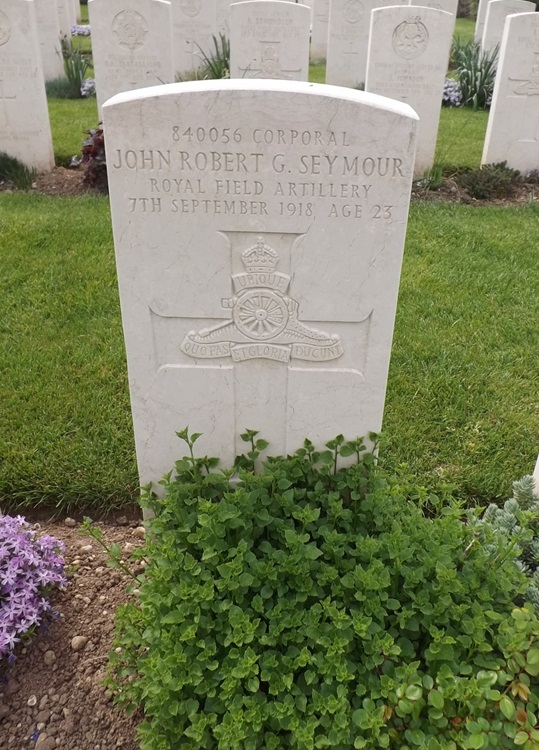 840056 CORPORAL
JOHN ROBERT G. SEYMOUR
ROYAL FIELD ARTILLERY
7TH SEPTEMBER 1918 AGE 23
UBIQUE
QUO FAS ET GLORIA DUCUNT